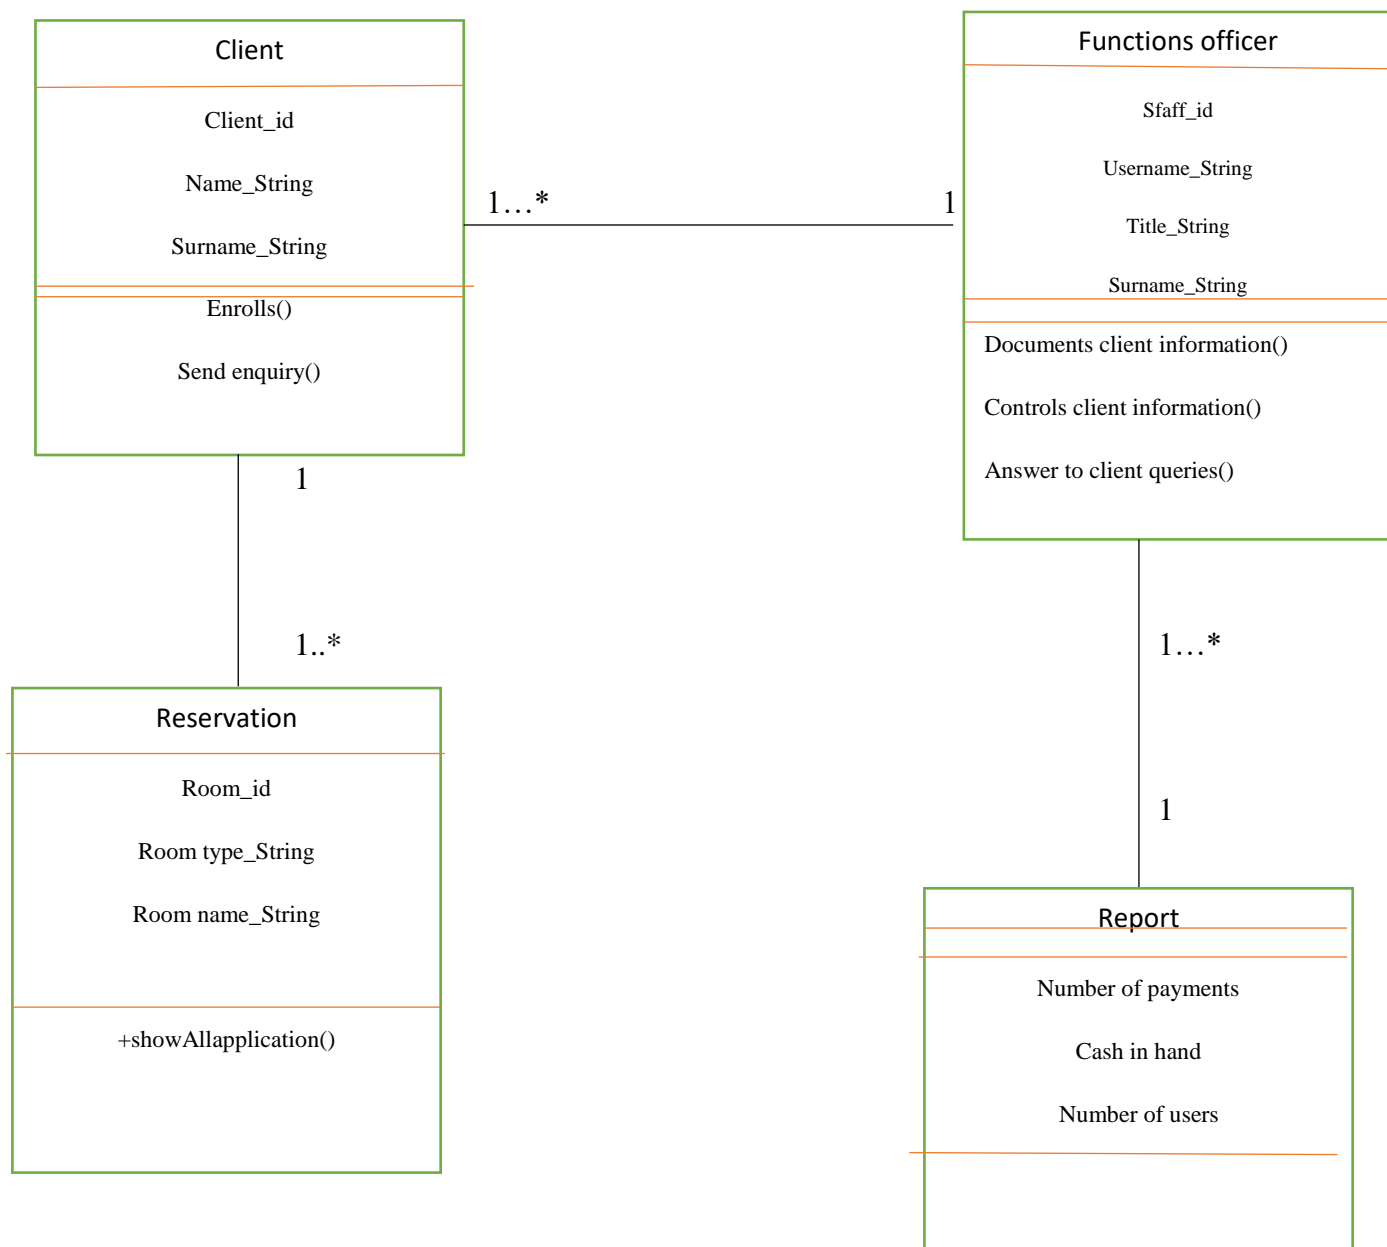 Client
Client_id
Name_String
Surname_String
Enrolls()
Send enquiry()
1…*
1
Functions officer
Sfaff_id
Username_String
Title_String
Surname_String
Documents client information()
Controls client information()
Answer to client queries()
1
1..*
1…*
1
Reservation
Room_id
Room type_String
Room name_String
+showAllapplication()
Report
Number of payments
Cash in hand
Number of users